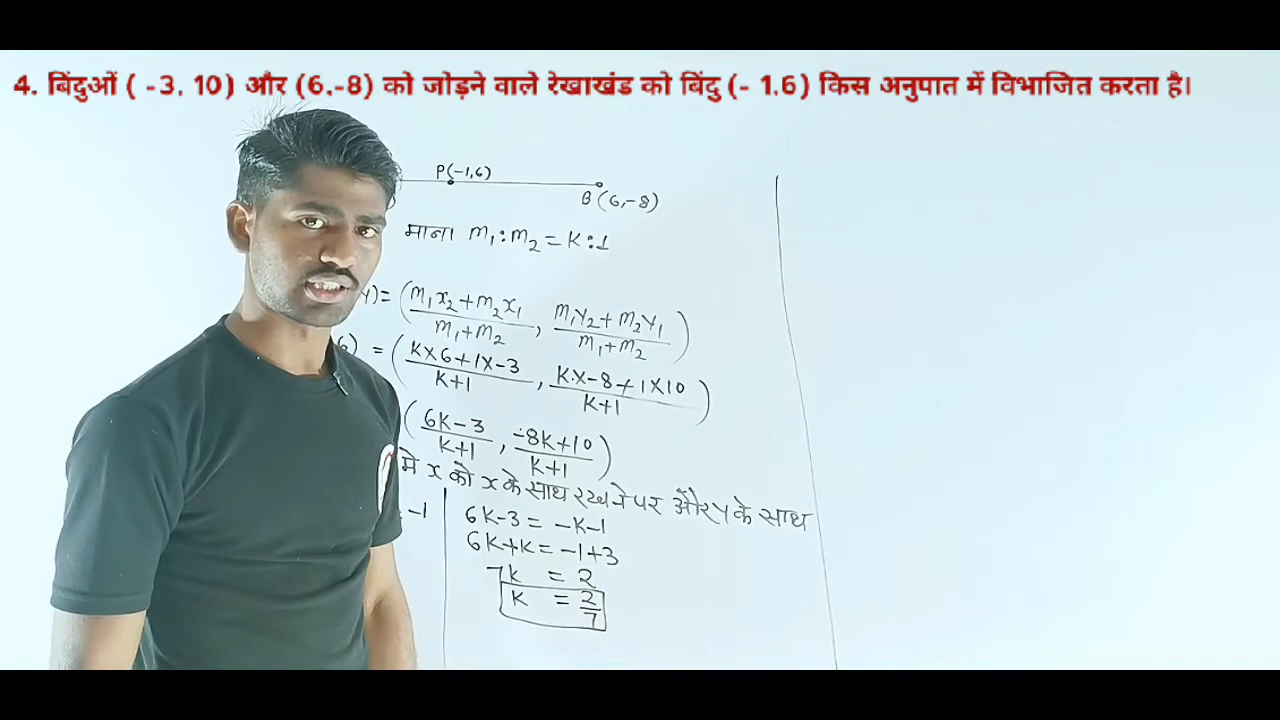 4. बिंदुओं ( -3, 10) और (6,-8) को जोड़ने वाले रेखाखंड को बिंदु (- 1,6) किस अनुपात में विभाजित करता है।
P(-1,6)
B(6,-8)
माना m₁:m₂=K:1
y)=(m₁x₂+m₂x₁/m₁+m₂, m₁y₂+m₂y₁/m₁+m₂)
6) =(K×6+1×-3/K+1, K×-8+1×10/K+1)
(6K-3/K+1, -8K+10/K+1)
मे x को x के साथ रखने पर और y के साथ
-1
6K-3= -K-1
6K+K= -1+3
7K = 2
K = 2/7